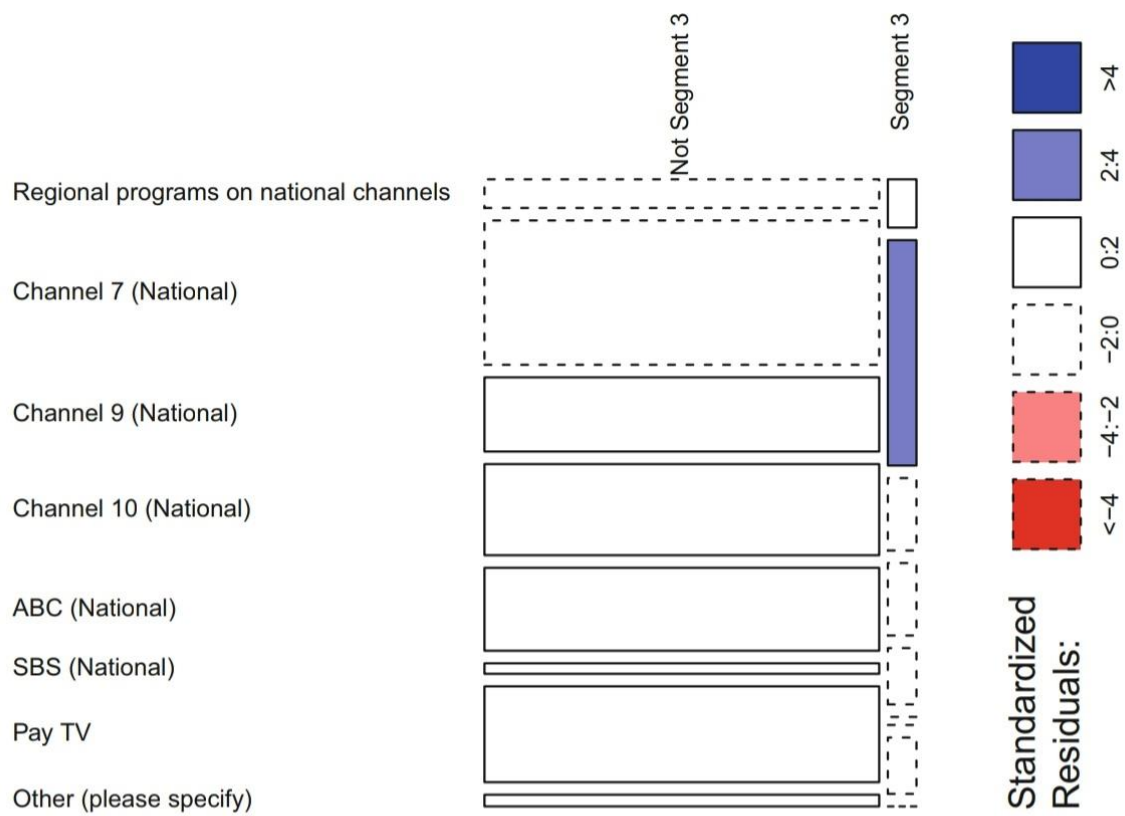 Not Segment 3
Segment 3
Regional programs on national channels
Channel 7 (National)
Channel 9 (National)
Channel 10 (National)
ABC (National)
SBS (National)
Pay TV
Other (please specify)
Standardized
Residuals:
<−4
−4:−2
−2:0
0:2
2:4
>4